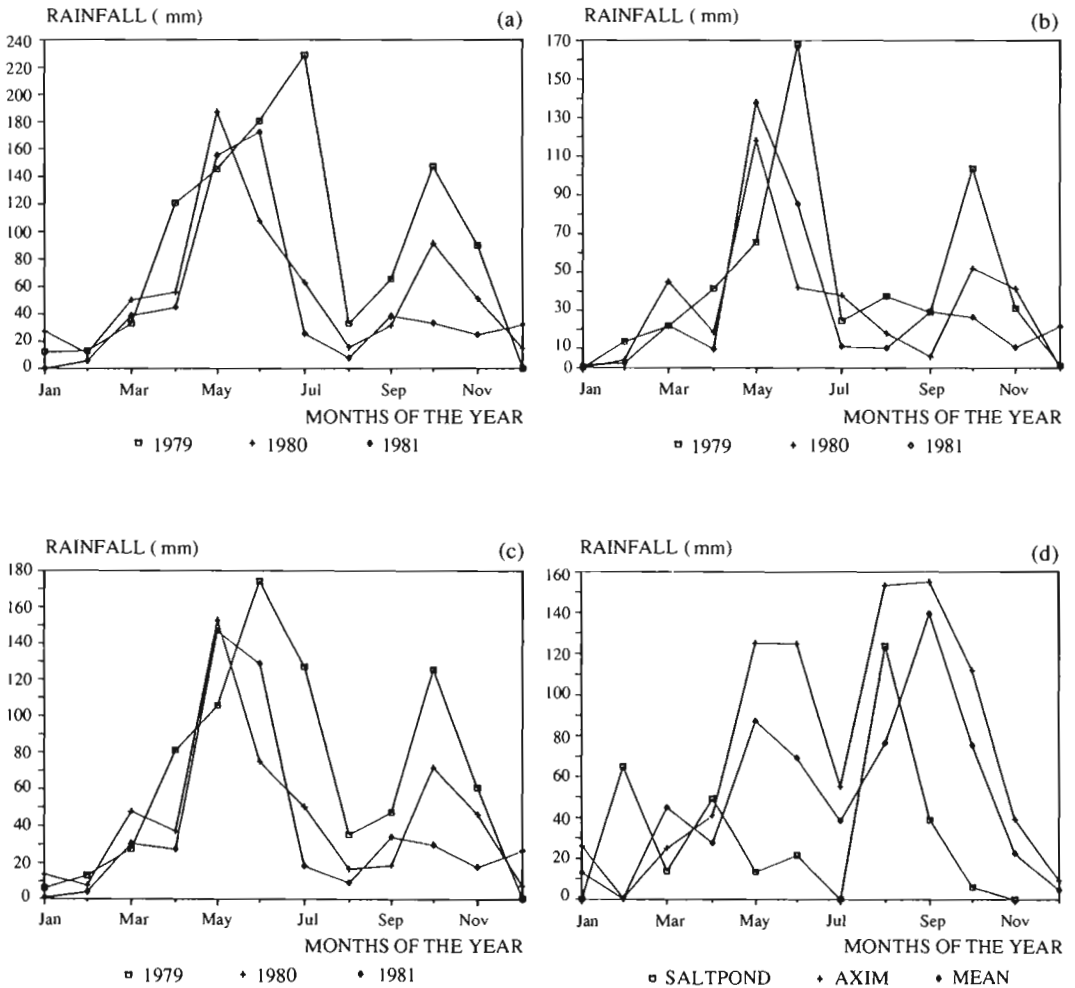 RAINFALL ( mm) (a)
240
220
200
180
160
140
120
100
80
60
40
20
0
Jan Mar May Jul Sep Nov
MONTHS OF THE YEAR
1979 1980 1981
RAINFALL ( mm) (b)
170
150
130
110
90
70
50
30
10
0
Jan Mar May Jul Sep Nov
MONTHS OF THE YEAR
1979 1980 1981
RAINFALL ( mm) (c)
180
160
140
120
100
80
60
40
20
0
Jan Mar May Jul Sep Nov
MONTHS OF THE YEAR
1979 1980 1981
RAINFALL ( mm) (d)
160
140
120
100
80
60
40
20
0
Jan Mar May Jul Sep Nov
MONTHS OF THE YEAR
SALTPOND AXIM MEAN